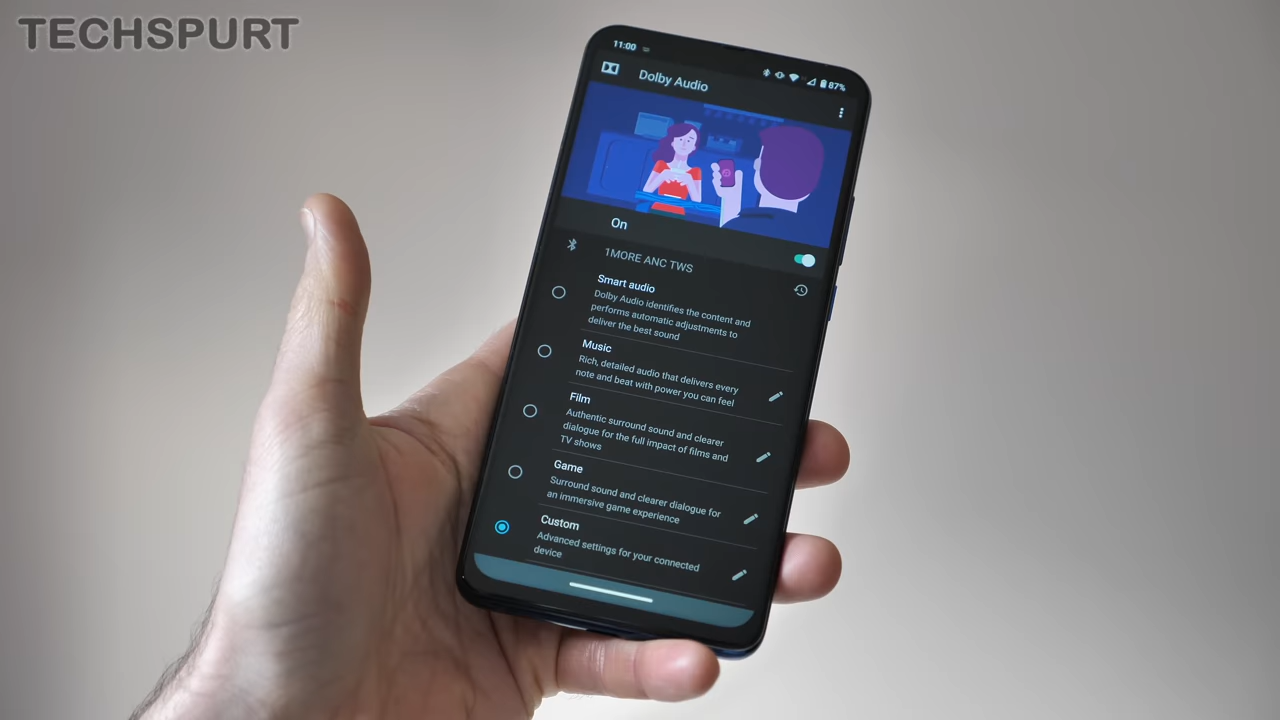 TECHSPURT
11:00
87%
Dolby Audio
On
1MORE ANC TWS
Smart audio
Dolby Audio identifies the content and
performs automatic adjustments to
deliver the best sound
Music
Rich, detailed audio that delivers every
note and beat with power you can feel
Film
Authentic surround sound and clearer
dialogue for the full impact of films and
TV shows
Game
Surround sound and clearer dialogue for
an immersive game experience
Custom
Advanced settings for your connected
device